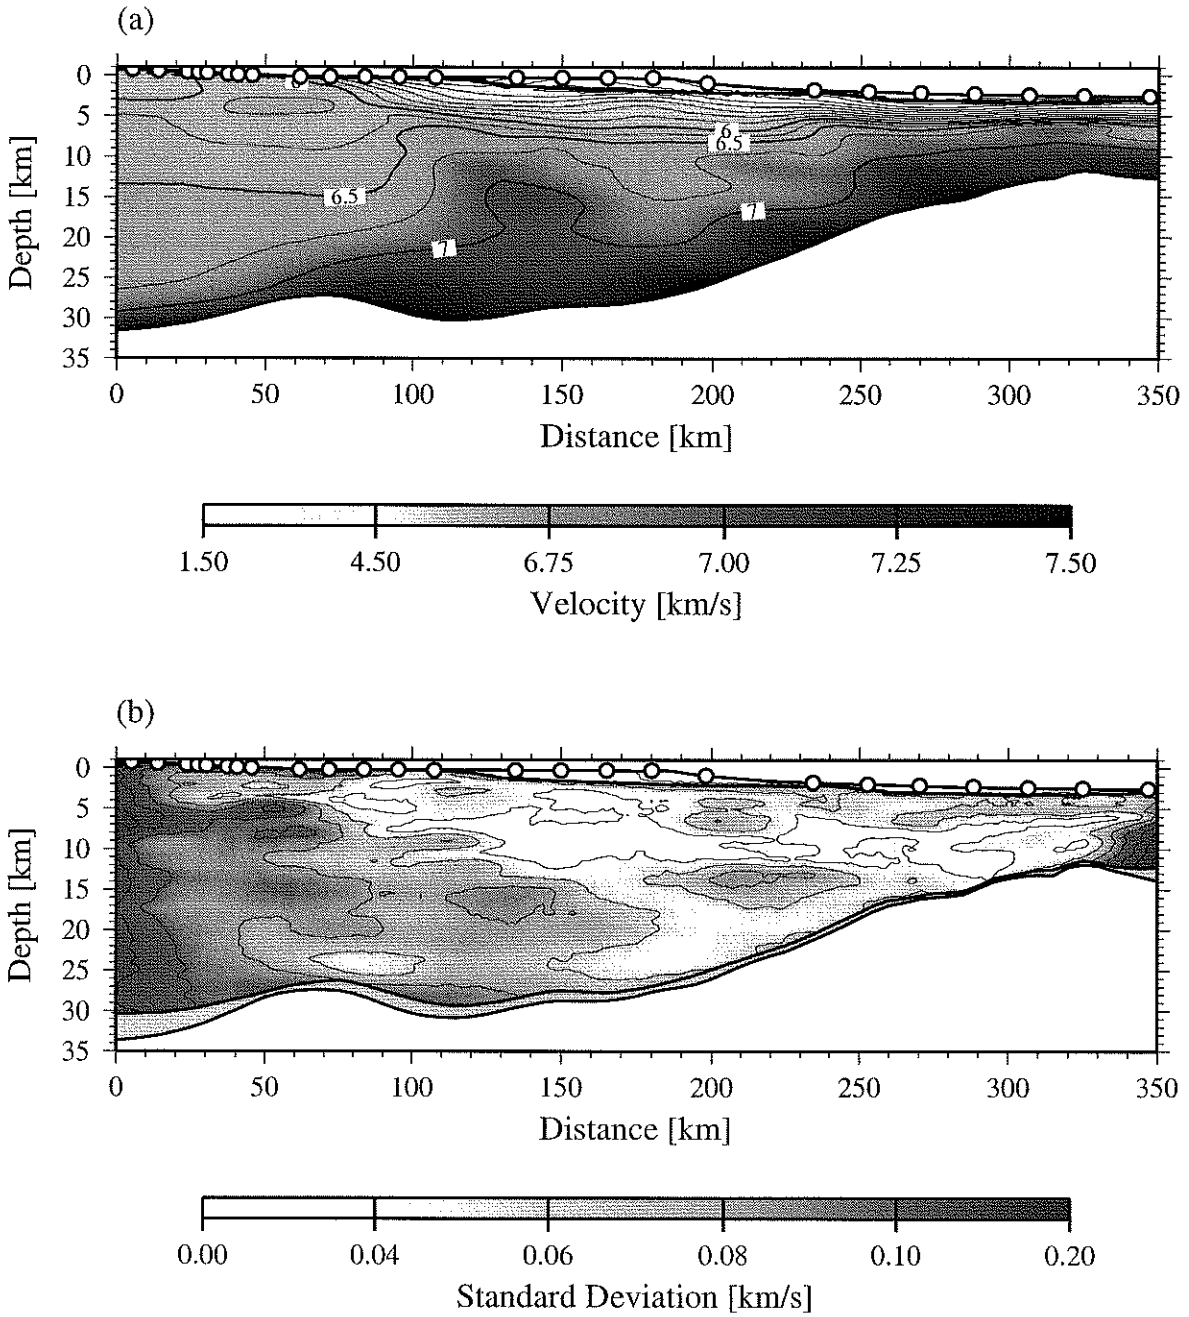 (a)
0
5
10
15
20
25
30
35
Depth [km]
6
6
6.5
6.5
7
7
0 50 100 150 200 250 300 350
Distance [km]
1.50 4.50 6.75 7.00 7.25 7.50
Velocity [km/s]
(b)
0
5
10
15
20
25
30
35
Depth [km]
0 50 100 150 200 250 300 350
Distance [km]
0.00 0.04 0.06 0.08 0.10 0.20
Standard Deviation [km/s]